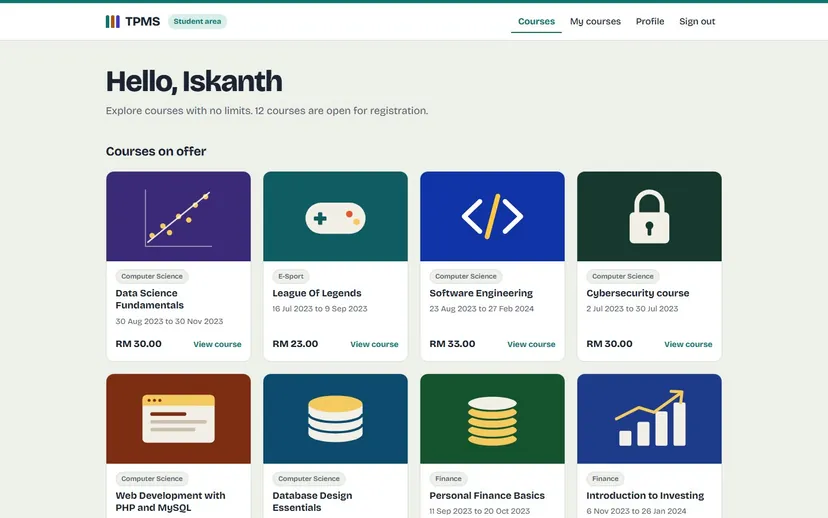 TPMS
Student area
Courses
My courses
Profile
Sign out
Hello, Iskanth
Explore courses with no limits. 12 courses are open for registration.
Courses on offer
Computer Science
Data Science
Fundamentals
30 Aug 2023 to 30 Nov 2023
RM 30.00
View course
E-Sport
League Of Legends
16 Jul 2023 to 9 Sep 2023
RM 23.00
View course
Computer Science
Software Engineering
23 Aug 2023 to 27 Feb 2024
RM 33.00
View course
Computer Science
Cybersecurity course
2 Jul 2023 to 30 Jul 2023
RM 30.00
View course
Computer Science
Web Development with
PHP and MySQL
Computer Science
Database Design
Essentials
Finance
Personal Finance Basics
11 Sep 2023 to 20 Oct 2023
Finance
Introduction to Investing
6 Nov 2023 to 26 Jan 2024